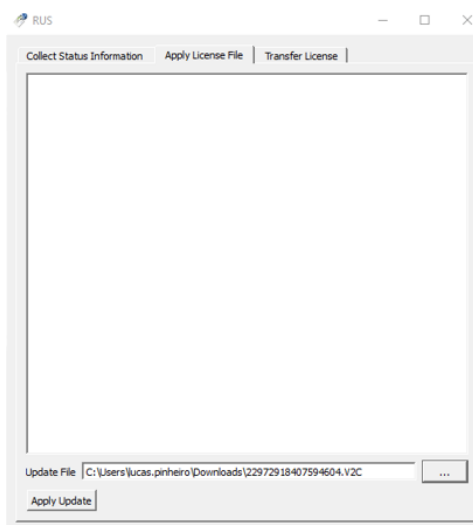 RUS
Collect Status Information Apply License File Transfer License
Update File C:\Users\lucas.pinheiro\Downloads\22972918407594604.V2C ...
Apply Update